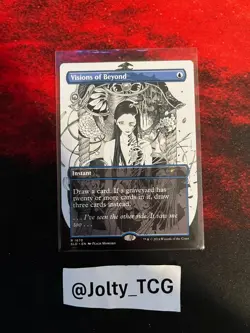 Visions of Beyond
Instant
Draw a card. If a graveyard has
twenty or more cards in it, draw
three cards instead.
. . . I've seen the other side. It saw me
too . . .
@Jolty_TCG